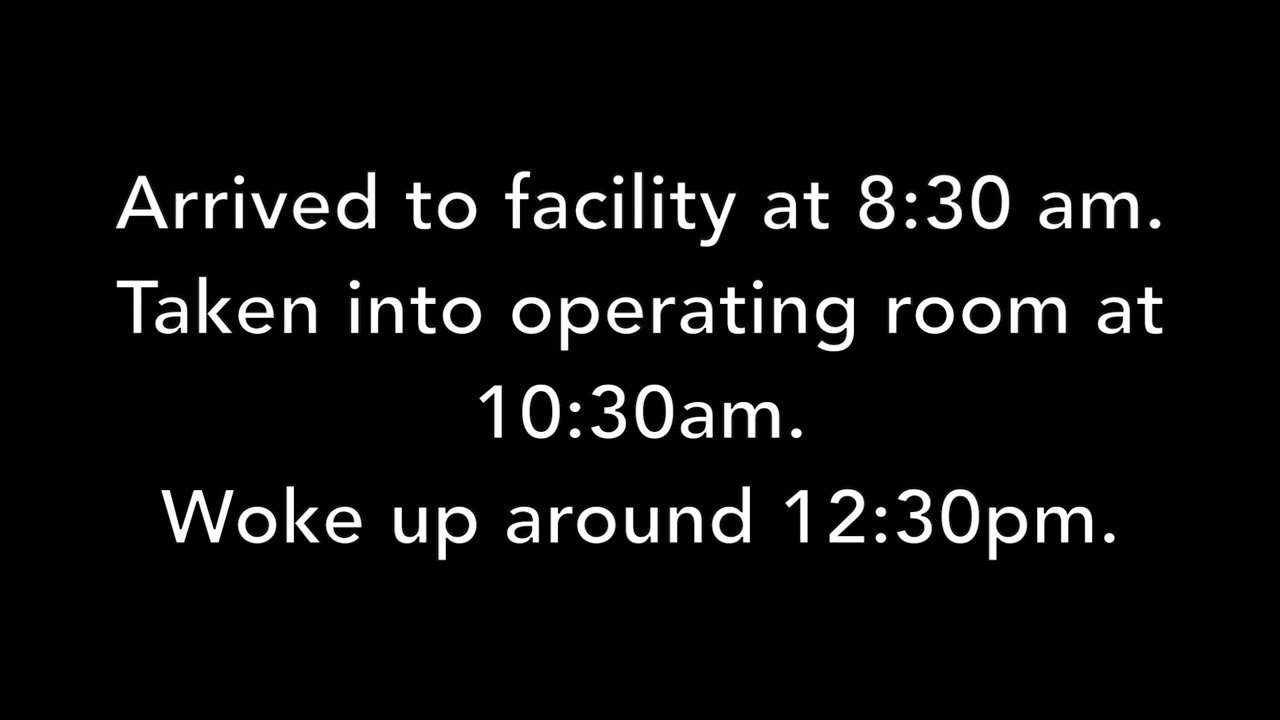 Arrived to facility at 8:30 am.
Taken into operating room at
10:30am.
Woke up around 12:30pm.